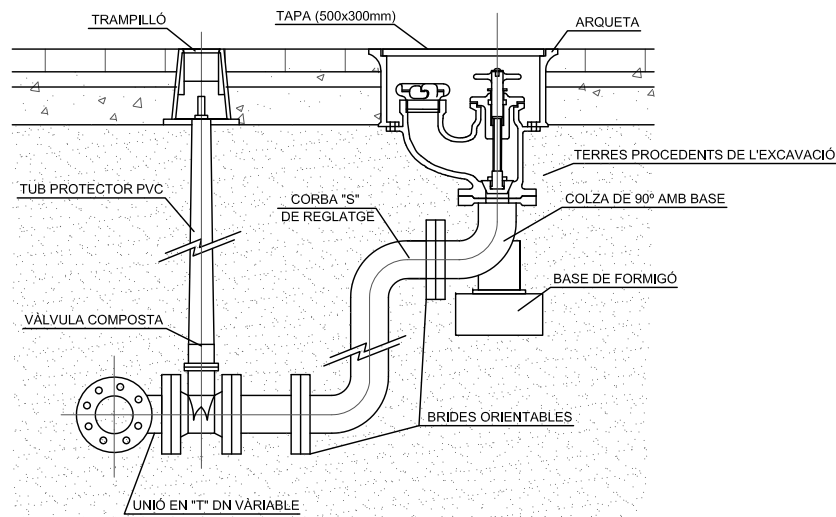 TRAMPILLÓ
TAPA (500x300mm)
ARQUETA
TERRES PROCEDENTS DE L'EXCAVACIÓ
TUB PROTECTOR PVC
CORBA "S"
DE REGLATGE
COLZA DE 90º AMB BASE
BASE DE FORMIGÓ
VÀLVULA COMPOSTA
BRIDES ORIENTABLES
UNIÓ EN "T" DN VÀRIABLE